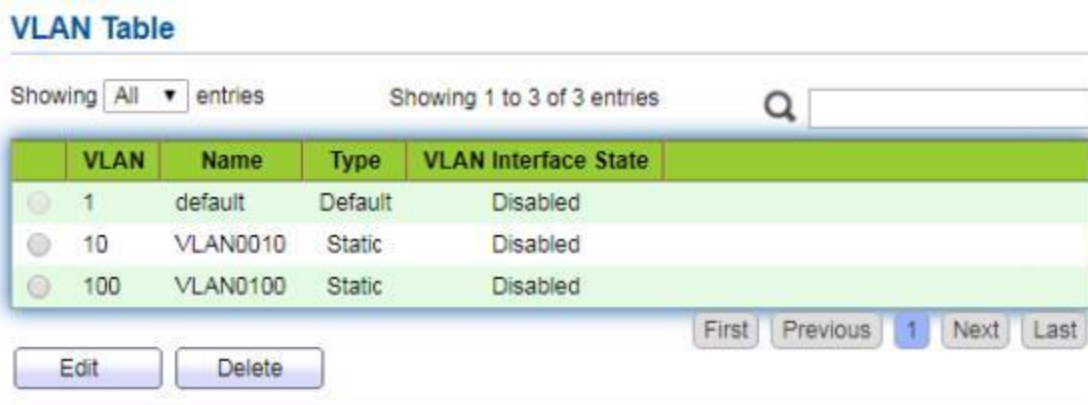 VLAN Table
Showing All entries Showing 1 to 3 of 3 entries
VLAN Name Type VLAN Interface State
1 default Default Disabled
10 VLAN0010 Static Disabled
100 VLAN0100 Static Disabled
First Previous 1 Next Last
Edit Delete